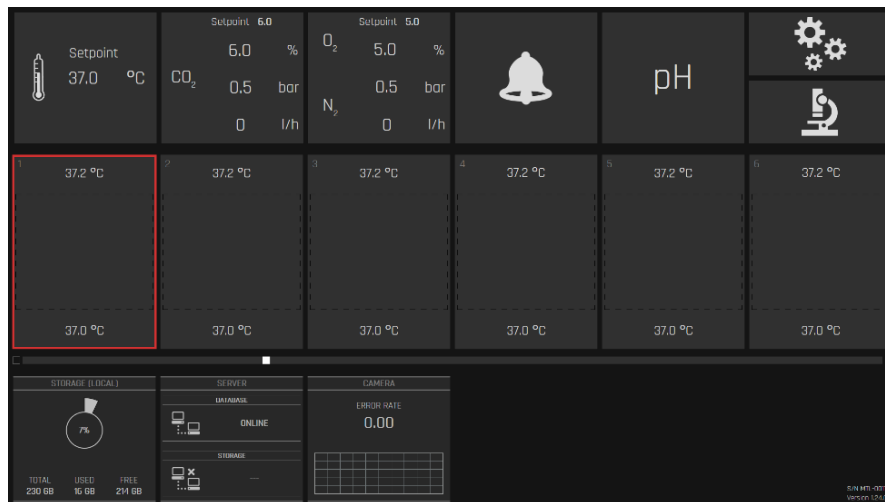 Setpoint
37.0 °C
Setpoint 6.0
CO2
6.0 %
0.5 bar
0 l/h
Setpoint 5.0
O2
5.0 %
N2
0.5 bar
0 l/h
pH
1
37.2 °C
37.0 °C
2
37.2 °C
37.0 °C
3
37.2 °C
37.0 °C
4
37.2 °C
37.0 °C
5
37.2 °C
37.0 °C
6
37.2 °C
37.0 °C
STORAGE (LOCAL)
7%
TOTAL USED FREE
230 GB 16 GB 214 GB
SERVER
DATABASE
ONLINE
STORAGE
---
CAMERA
ERROR RATE
0.00
S/N MTL-
Version 1.24